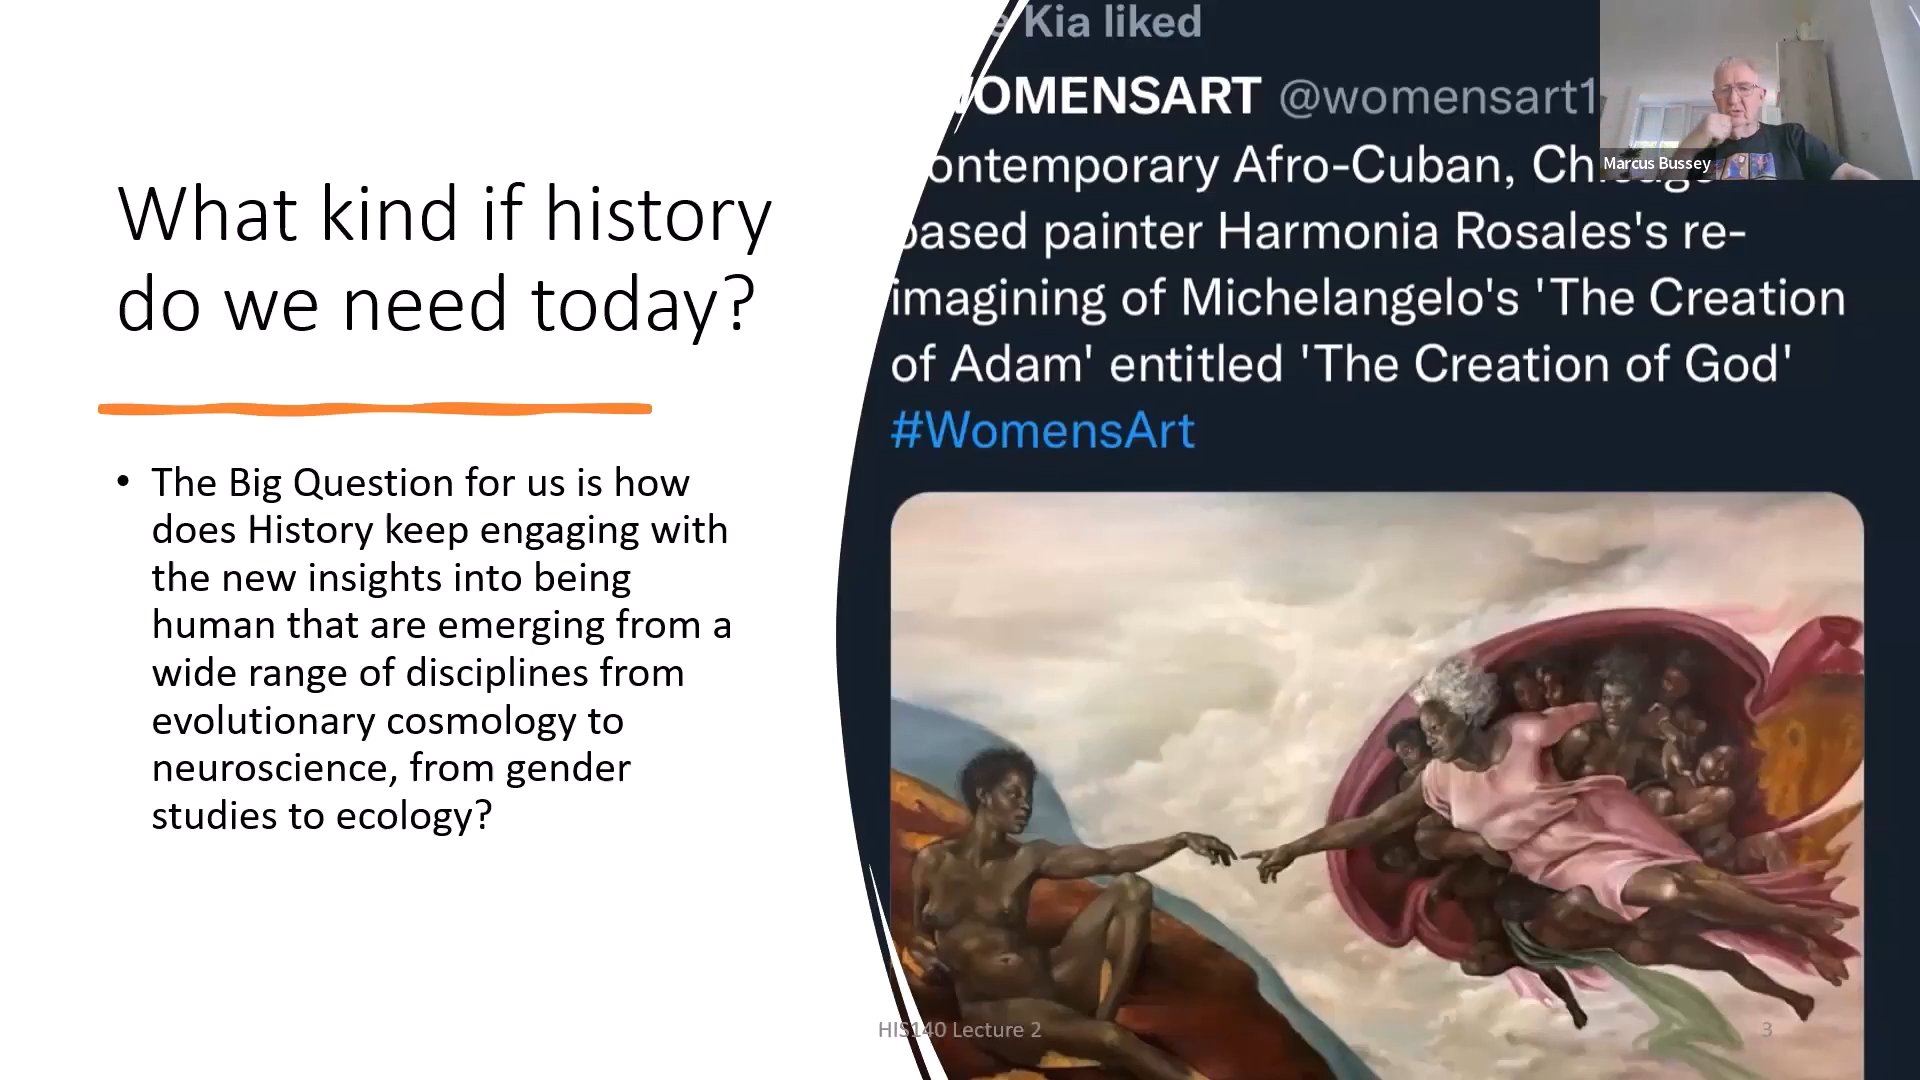 What kind if history
do we need today?
• The Big Question for us is how
does History keep engaging with
the new insights into being
human that are emerging from a
wide range of disciplines from
evolutionary cosmology to
neuroscience, from gender
studies to ecology?
Kia liked
WOMENSART @womensart1
Contemporary Afro-Cuban, Chicago
based painter Harmonia Rosales's re-
imagining of Michelangelo's 'The Creation
of Adam' entitled 'The Creation of God'
#WomensArt
Marcus Bussey
HIS140 Lecture 2
3